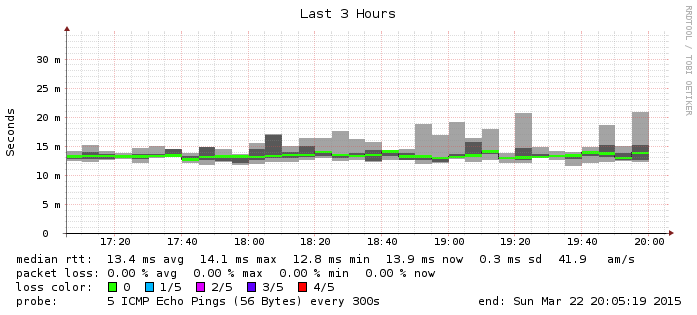 Last 3 Hours
RRDTOOL / TOBI OETIKER
Seconds
30 m
25 m
20 m
15 m
10 m
5 m
0
17:20 17:40 18:00 18:20 18:40 19:00 19:20 19:40 20:00
median rtt: 13.4 ms avg 14.1 ms max 12.8 ms min 13.9 ms now 0.3 ms sd 41.9 am/s
packet loss: 0.00 % avg 0.00 % max 0.00 % min 0.00 % now
loss color: 0 1/5 2/5 3/5 4/5
probe: 5 ICMP Echo Pings (56 Bytes) every 300s end: Sun Mar 22 20:05:19 2015